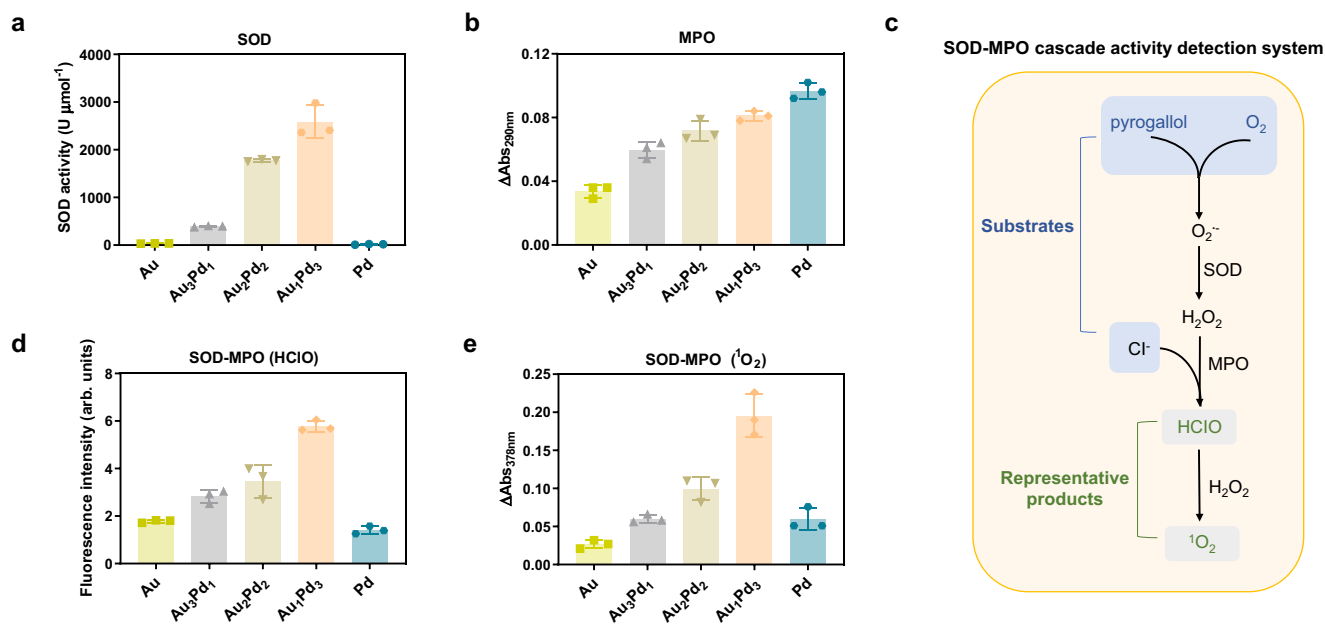 a
SOD
SOD activity (U µmol⁻¹)
4000
3000
2000
1000
0
Au
Au₃Pd₁
Au₂Pd₂
Au₁Pd₃
Pd
b
MPO
ΔAbs₂₉₀ₙₘ
0.12
0.08
0.04
0.00
Au
Au₃Pd₁
Au₂Pd₂
Au₁Pd₃
Pd
c
SOD-MPO cascade activity detection system
pyrogallol O₂
Substrates
O₂·-
SOD
H₂O₂
Cl⁻
MPO
HClO
Representative
products
H₂O₂
¹O₂
d
SOD-MPO (HClO)
Fluorescence intensity (arb. units)
8
6
4
2
0
Au
Au₃Pd₁
Au₂Pd₂
Au₁Pd₃
Pd
e
SOD-MPO (¹O₂)
ΔAbs₃₇₈ₙₘ
0.25
0.20
0.15
0.10
0.05
0.00
Au
Au₃Pd₁
Au₂Pd₂
Au₁Pd₃
Pd